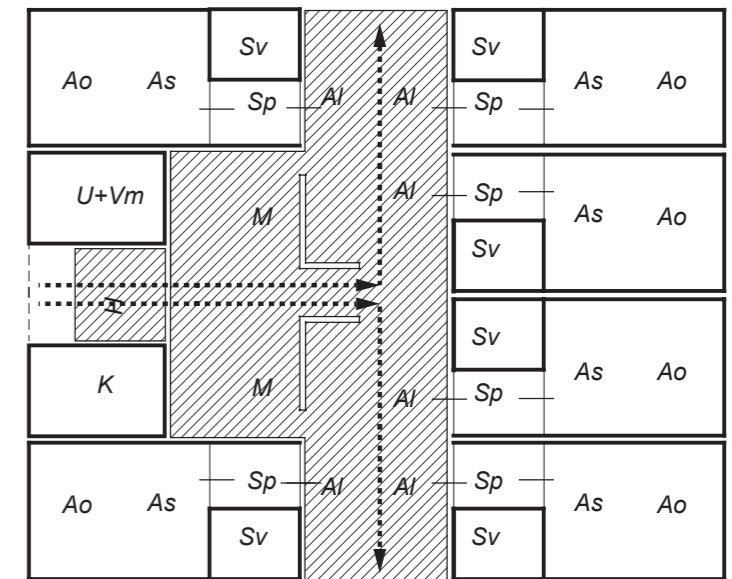 Sv Sv
Ao As Sp Al Al Sp As Ao
U+Vm Al Sp As Ao
M Sv
H
Sv
K M Al Sp As Ao
Ao As Sp Al Al Sp As Ao
Sv Sv